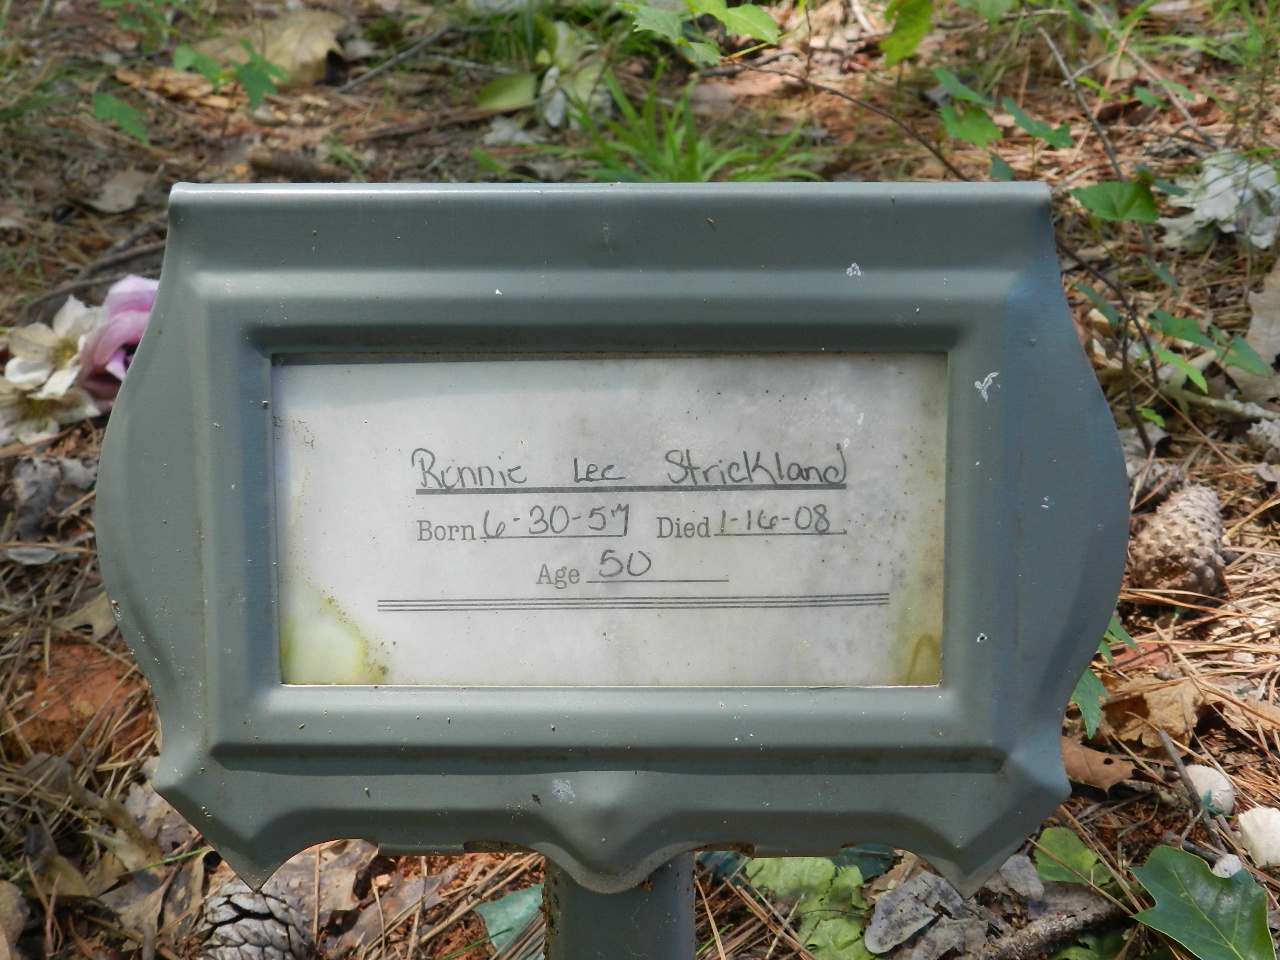 Ronnie Lee Strickland
Born 6-30-57 Died 1-16-08
Age 50